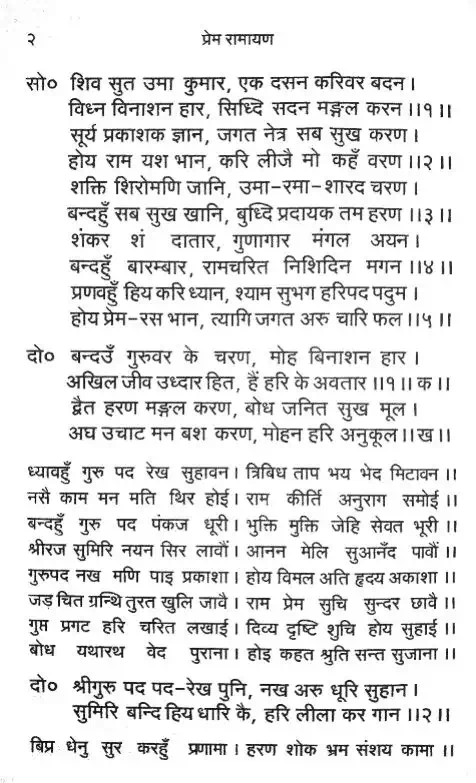 २ प्रेम रामायण
सो० शिव सुत उमा कुमार, एक दसन करिवर बदन ।
विध्न विनाशन हार, सिध्दि सदन मङ्गल करन ।।१ ।।
सूर्य प्रकाशक ज्ञान, जगत नेत्र सब सुख करण ।
होय राम यश भान, करि लीजै मो कहँ वरण ।।२ ।।
शक्ति शिरोमणि जानि, उमा-रमा-शारद चरण ।
बन्दहुँ सब सुख खानि, बुध्दि प्रदायक तम हरण ।।३ ।।
शंकर शं दातार, गुणागार मंगल अयन ।
बन्दहुँ बारम्बार, रामचरित निशिदिन मगन ।।४ ।।
प्रणवहुँ हिय करि ध्यान, श्याम सुभग हरिपद पदुम ।
होय प्रेम-रस भान, त्यागि जगत अरु चारि फल ।।५ ।।
दो० बन्दउँ गुरुवर के चरण, मोह बिनाशन हार ।
अखिल जीव उध्दार हित, हैं हरि के अवतार ।।१ ।। क ।।
द्वैत हरण मङ्गल करण, बोध जनित सुख मूल ।
अघ उचाट मन बश करण, मोहन हरि अनुकूल ।। ख ।।
ध्यावहुँ गुरु पद रेख सुहावन । त्रिबिध ताप भय भेद मिटावन ।।
नसै काम मन मति थिर होई । राम कीर्ति अनुराग समोई ।।
बन्दहुँ गुरु पद पंकज धूरी । भुक्ति मुक्ति जेहि सेवत भूरी ।।
श्रीरज सुमिरि नयन सिर लावौं । आनन मेलि सुआनँद पावौं ।।
गुरुपद नख मणि पाइ प्रकाशा । होय विमल अति हृदय अकाशा ।।
जड़ चित ग्रन्थि तुरत खुलि जावै । राम प्रेम सुचि सुन्दर छावै ।।
गुप्त प्रगट हरि चरित लखाई । दिव्य दृष्टि शुचि होय सुहाई ।।
बोध यथारथ वेद पुराना । होइ कहत श्रुति सन्त सुजाना ।।
दो० श्रीगुरु पद पद-रेख पुनि, नख अरु धूरि सुहान ।
सुमिरि बन्दि हिय धारि कै, हरि लीला कर गान ।।२ ।।
बिप्र धेनु सुर करहुँ प्रणामा । हरण शोक भ्रम संशय कामा ।।